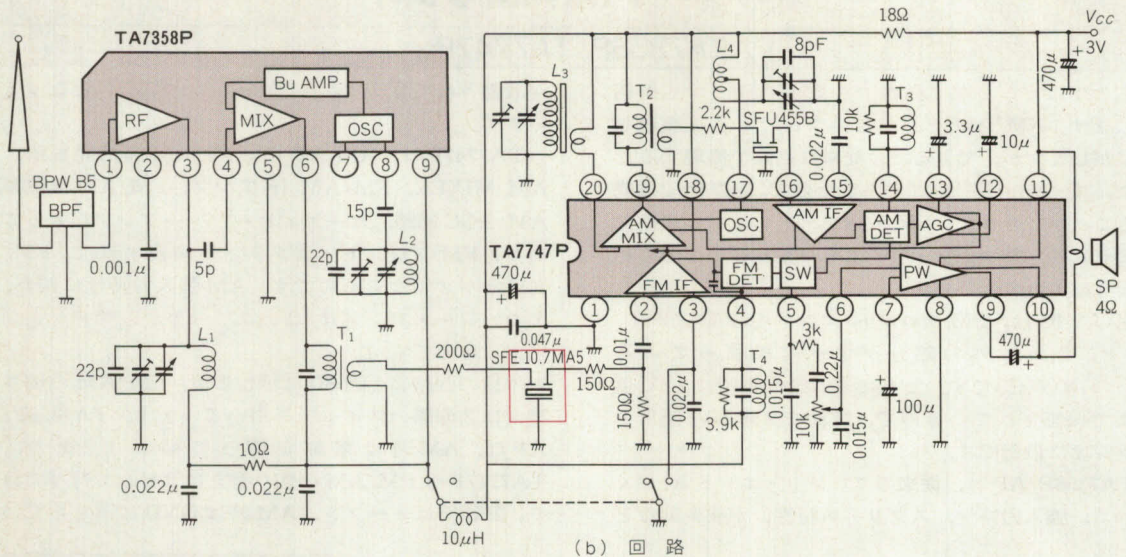 TA7358P
Bu AMP
RF
MIX
OSC
1 2 3 4 5 6 7 8 9
BPW B5
BPF
0.001μ
5p
15p
22p
L2
22p
L1
T1
10Ω
0.022μ
0.022μ
10μH
200Ω
470μ
+
0.047μ
SFE 10.7MA5
150Ω
0.01μ
150Ω
0.022μ
3.9k
T4
0.015μ
3k
0.22μ
10k
0.015μ
100μ
+
470μ
+
SP
4Ω
TA7747P
20 19 18 17 16 15 14 13 12 11
AM MIX
OSC
AM IF
AM DET
AGC
FM IF
FM DET
SW
PW
1 2 3 4 5 6 7 8 9 10
L3
T2
2.2k
L4
8pF
SFU455B
0.022μ
10k
T3
3.3μ
+
10μ
+
18Ω
VCC
3V
470μ
+
(b) 回路